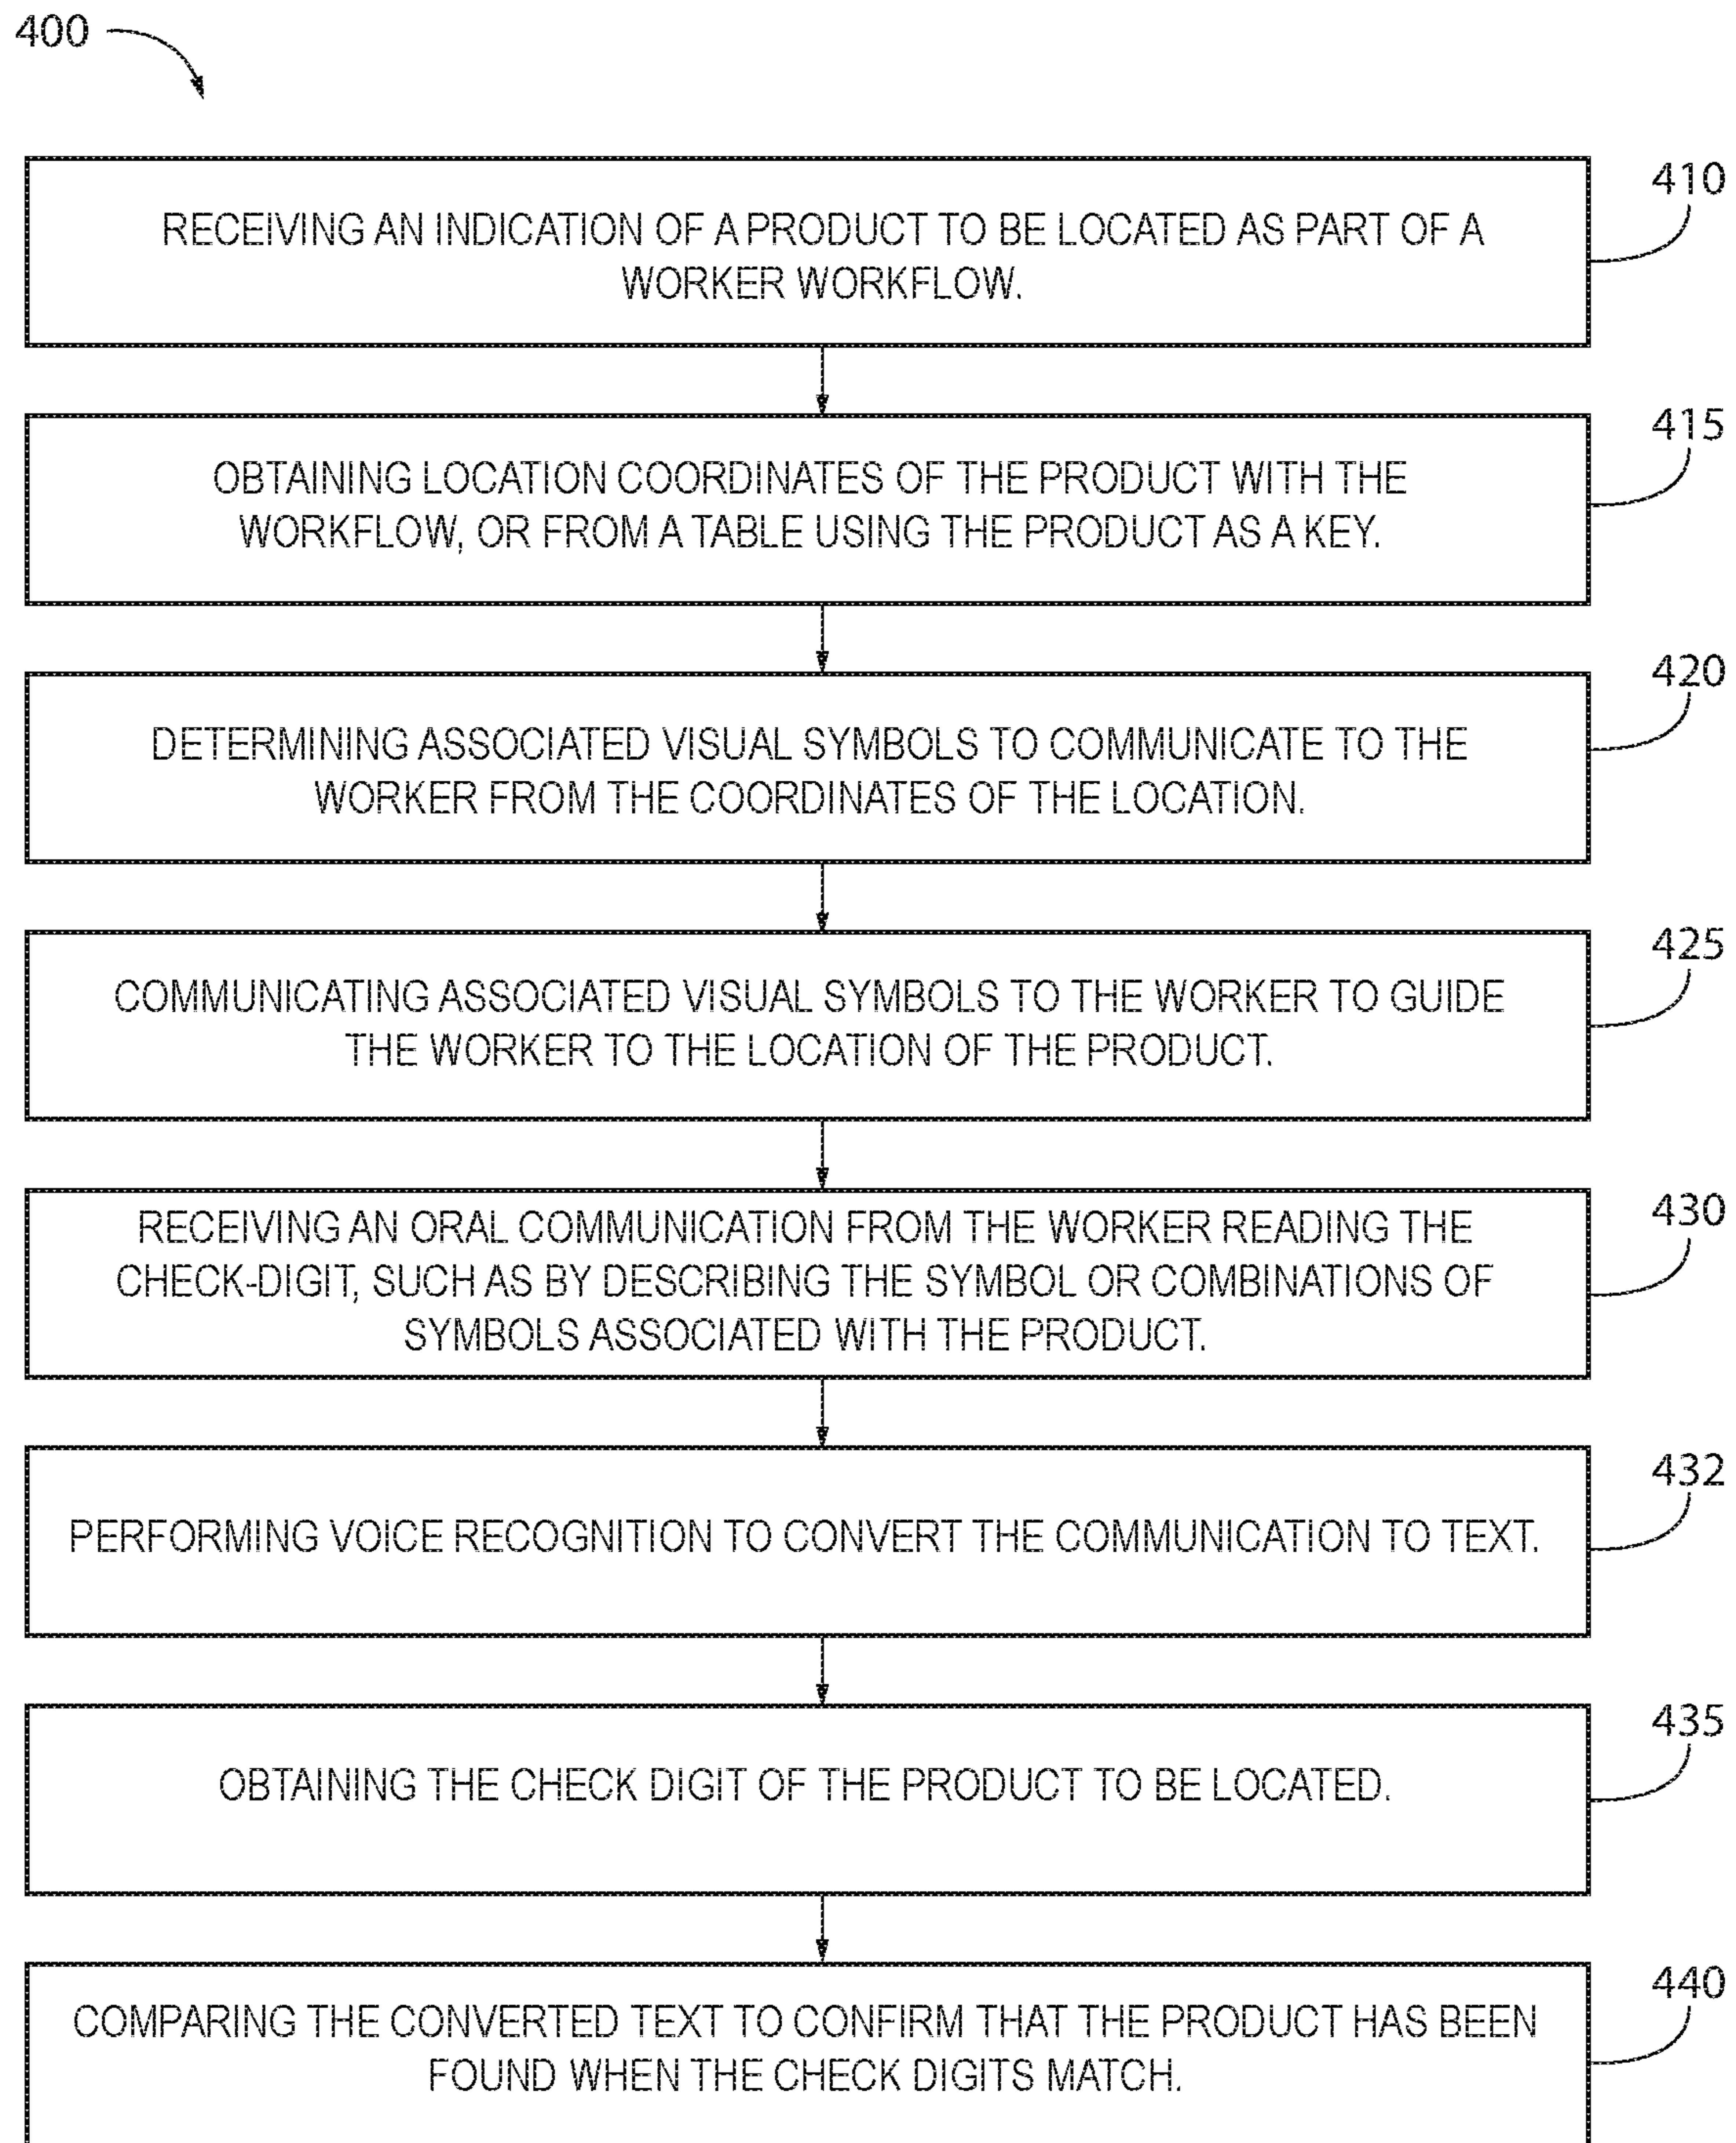 400
410
RECEIVING AN INDICATION OF A PRODUCT TO BE LOCATED AS PART OF A
WORKER WORKFLOW.
415
OBTAINING LOCATION COORDINATES OF THE PRODUCT WITH THE
WORKFLOW, OR FROM A TABLE USING THE PRODUCT AS A KEY.
420
DETERMINING ASSOCIATED VISUAL SYMBOLS TO COMMUNICATE TO THE
WORKER FROM THE COORDINATES OF THE LOCATION.
425
COMMUNICATING ASSOCIATED VISUAL SYMBOLS TO THE WORKER TO GUIDE
THE WORKER TO THE LOCATION OF THE PRODUCT.
430
RECEIVING AN ORAL COMMUNICATION FROM THE WORKER READING THE
CHECK-DIGIT, SUCH AS BY DESCRIBING THE SYMBOL OR COMBINATIONS OF
SYMBOLS ASSOCIATED WITH THE PRODUCT.
432
PERFORMING VOICE RECOGNITION TO CONVERT THE COMMUNICATION TO TEXT.
435
OBTAINING THE CHECK DIGIT OF THE PRODUCT TO BE LOCATED.
440
COMPARING THE CONVERTED TEXT TO CONFIRM THAT THE PRODUCT HAS BEEN
FOUND WHEN THE CHECK DIGITS MATCH.